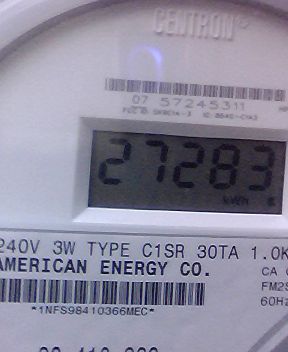 CENTRON®
07 57245311
27283
kWh
240V 3W TYPE C1SR 30TA 1.0K
AMERICAN ENERGY CO.
CA
FM2S
60Hz
*1NFS98410366MEC*